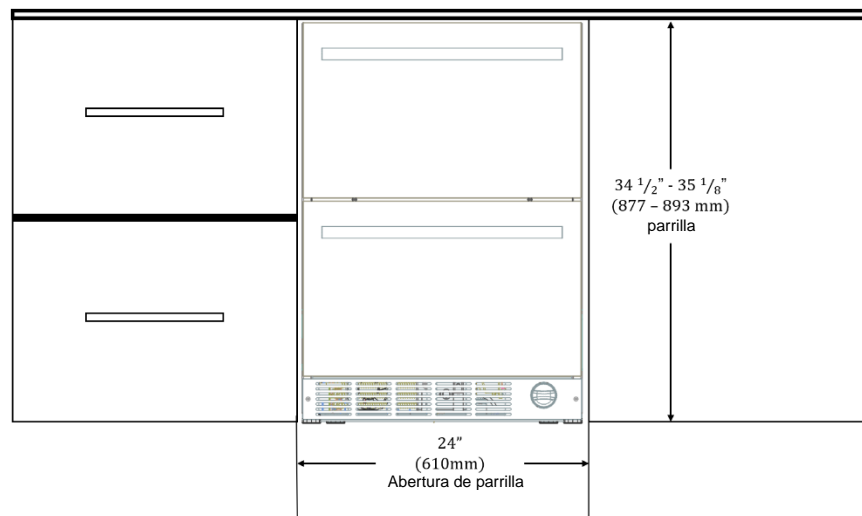 34 1/2” - 35 1/8”
(877 – 893 mm)
parrilla
24”
(610mm)
Abertura de parrilla